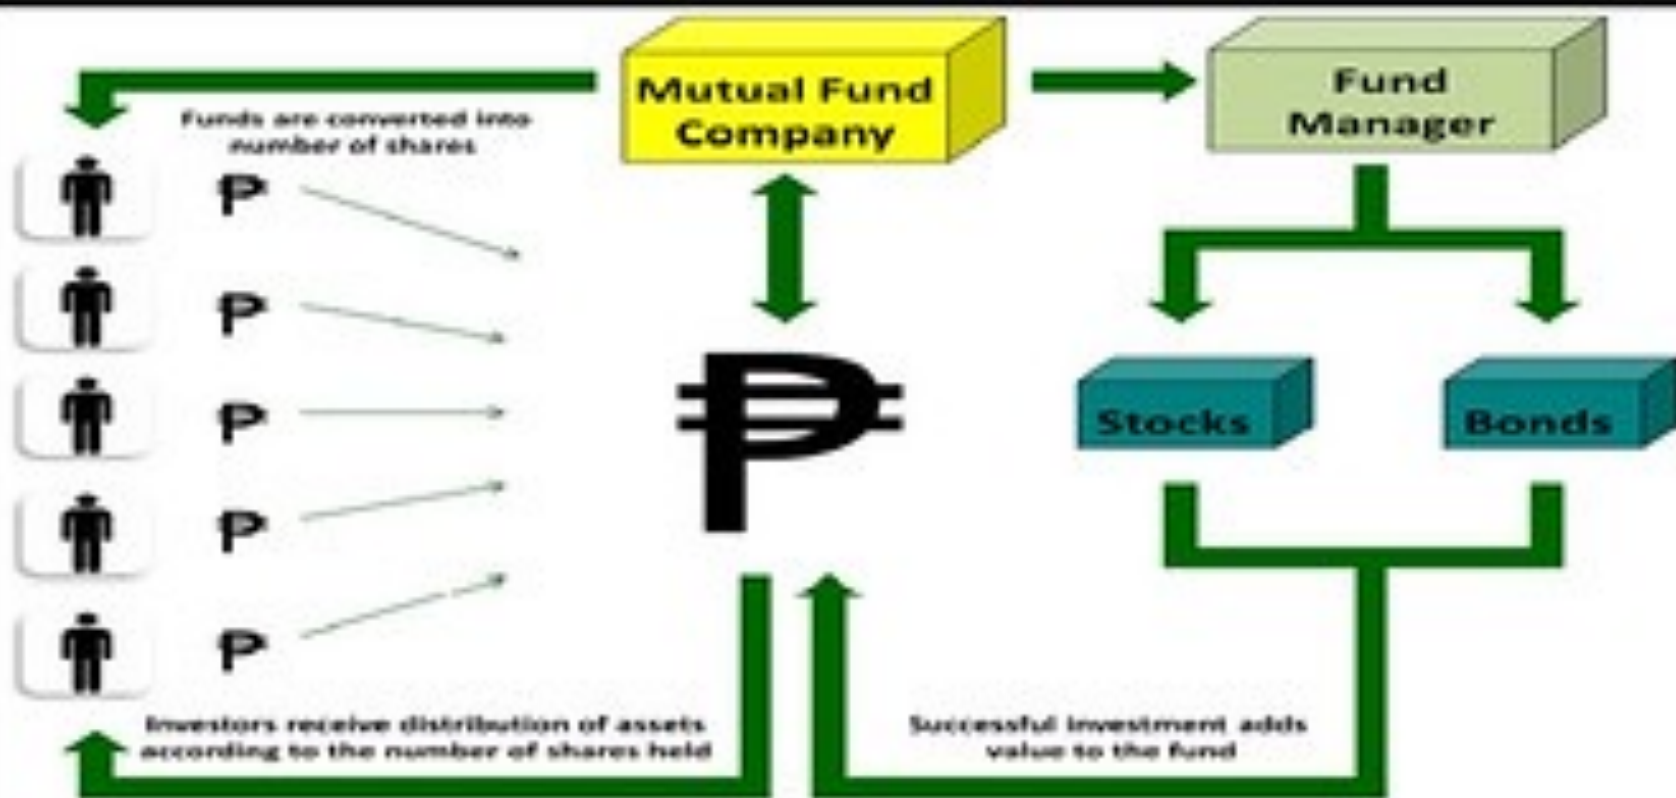 Mutual Fund
Company
Fund
Manager
Funds are converted into
number of shares
₱
₱
₱
₱
₱
₱
Stocks
Bonds
Investors receive distribution of assets
according to the number of shares held
Successful investment adds
value to the fund